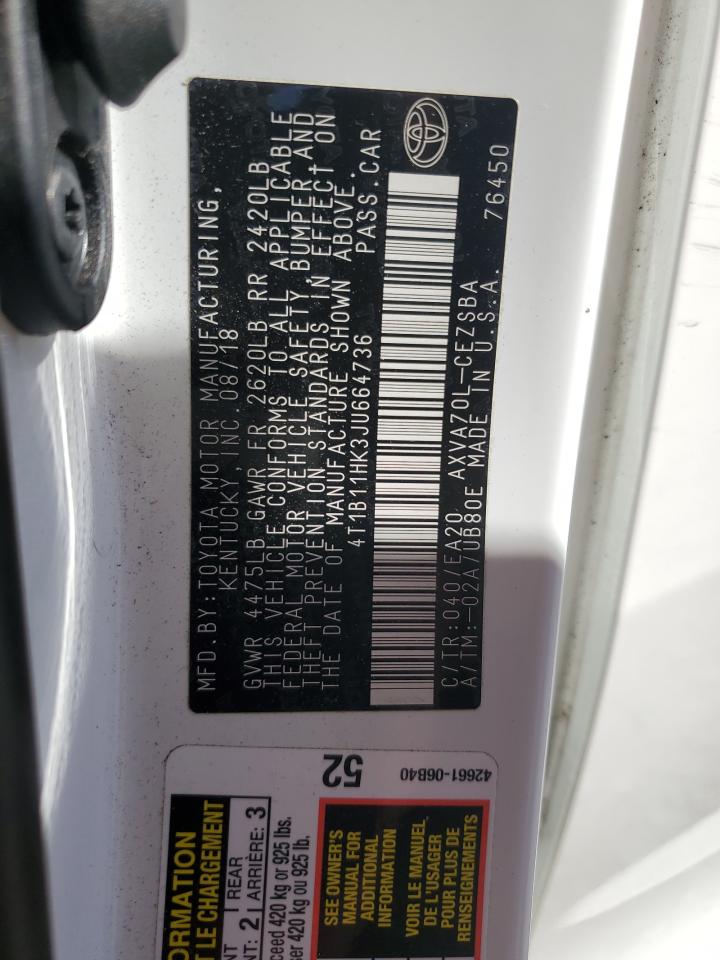 MFD. BY: TOYOTA MOTOR MANUFACTURING,
KENTUCKY, INC. 08/18
GVWR 4475LB GAWR FR 2620LB RR 2420LB
THIS VEHICLE CONFORMS TO ALL APPLICABLE
FEDERAL MOTOR VEHICLE SAFETY, BUMPER, AND
THEFT PREVENTION STANDARDS IN EFFECT ON
THE DATE OF MANUFACTURE SHOWN ABOVE.
4T1B11HK3JU664736 PASS.CAR
C/TR:040/EA20 AXVA70L-CEZSBA 76450
A/TM:-02A/UB80E MADE IN U.S.A.
52
42661-06B40
ORMATION
T LE CHARGEMENT
NT REAR
NT: 2 ARRIÈRE: 3
ceed 420 kg or 925 lbs.
ser 420 kg ou 925 lb.
SEE OWNER'S
MANUAL FOR
ADDITIONAL
INFORMATION
VOIR LE MANUEL
DE L'USAGER
POUR PLUS DE
RENSEIGNEMENTS